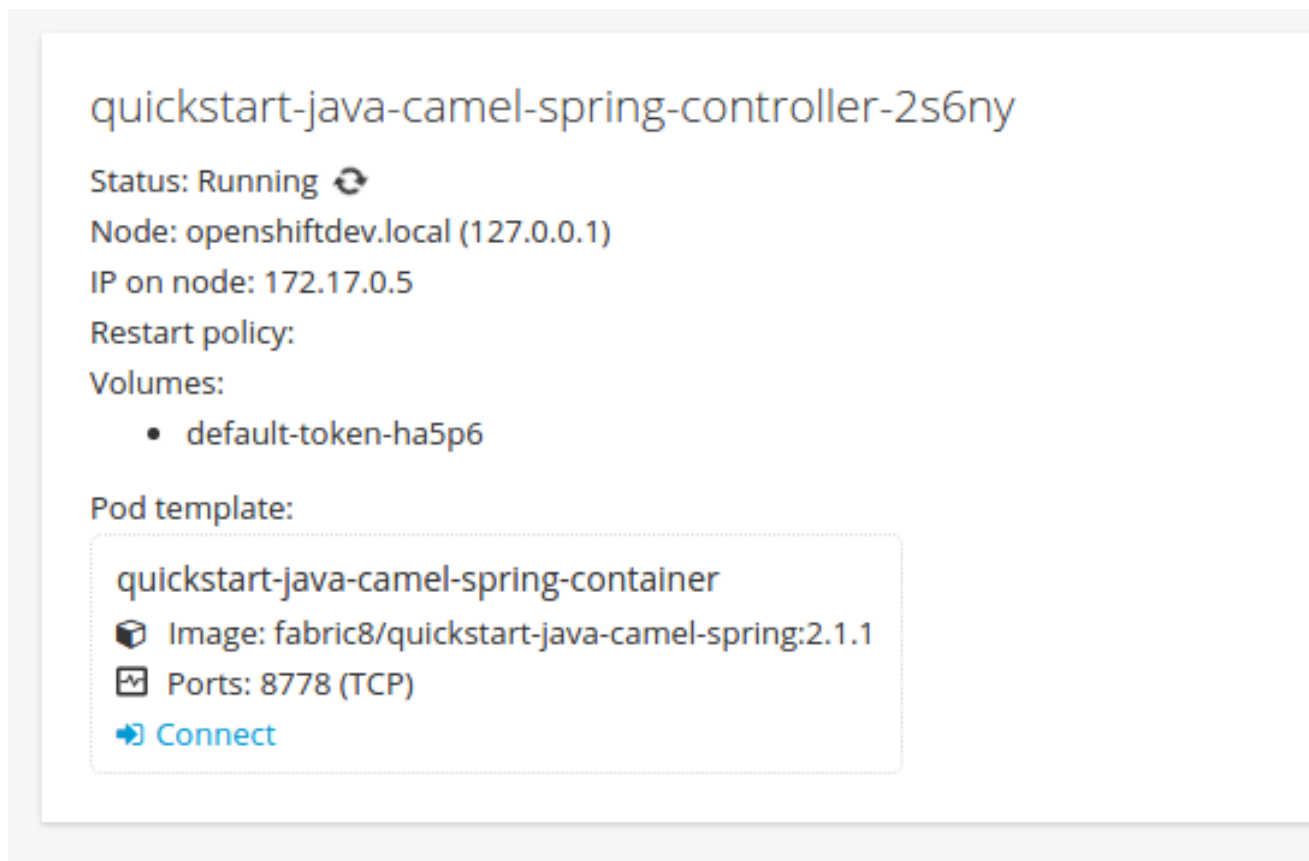 quickstart-java-camel-spring-controller-2s6ny
Status: Running
Node: openshiftdev.local (127.0.0.1)
IP on node: 172.17.0.5
Restart policy:
Volumes:
• default-token-ha5p6
Pod template:
quickstart-java-camel-spring-container
Image: fabric8/quickstart-java-camel-spring:2.1.1
Ports: 8778 (TCP)
Connect